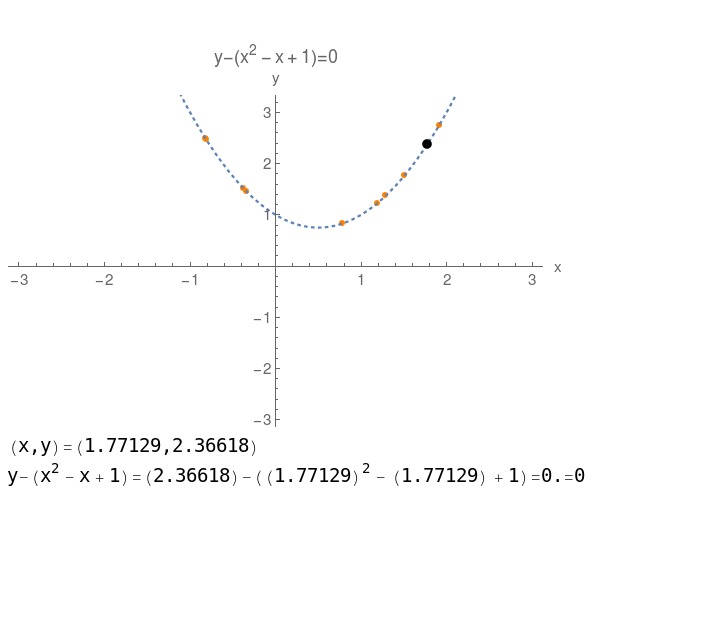 y−(x² − x + 1)=0
y
3
2
1
−3 −2 −1 1 2 3 x
−1
−2
−3
(x,y) = (1.77129,2.36618)
y− (x² − x + 1) = (2.36618) − ( (1.77129)² − (1.77129) + 1) =0.=0